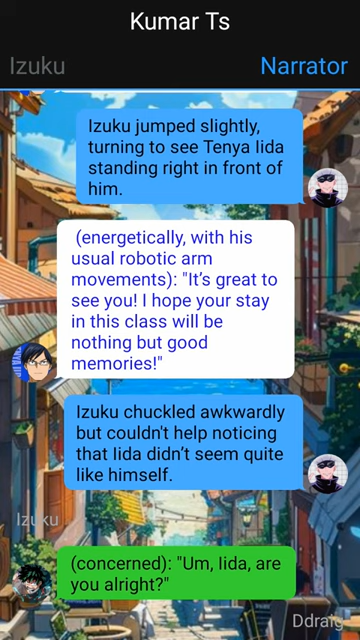 Kumar Ts
Izuku
Narrator
Izuku jumped slightly,
turning to see Tenya Iida
standing right in front of
him.
(energetically, with his
usual robotic arm
movements): "It's great to
see you! I hope your stay
in this class will be
nothing but good
memories!"
Izuku chuckled awkwardly
but couldn't help noticing
that Iida didn’t seem quite
like himself.
Izuku
(concerned): "Um, Iida, are
you alright?"
Ddraig